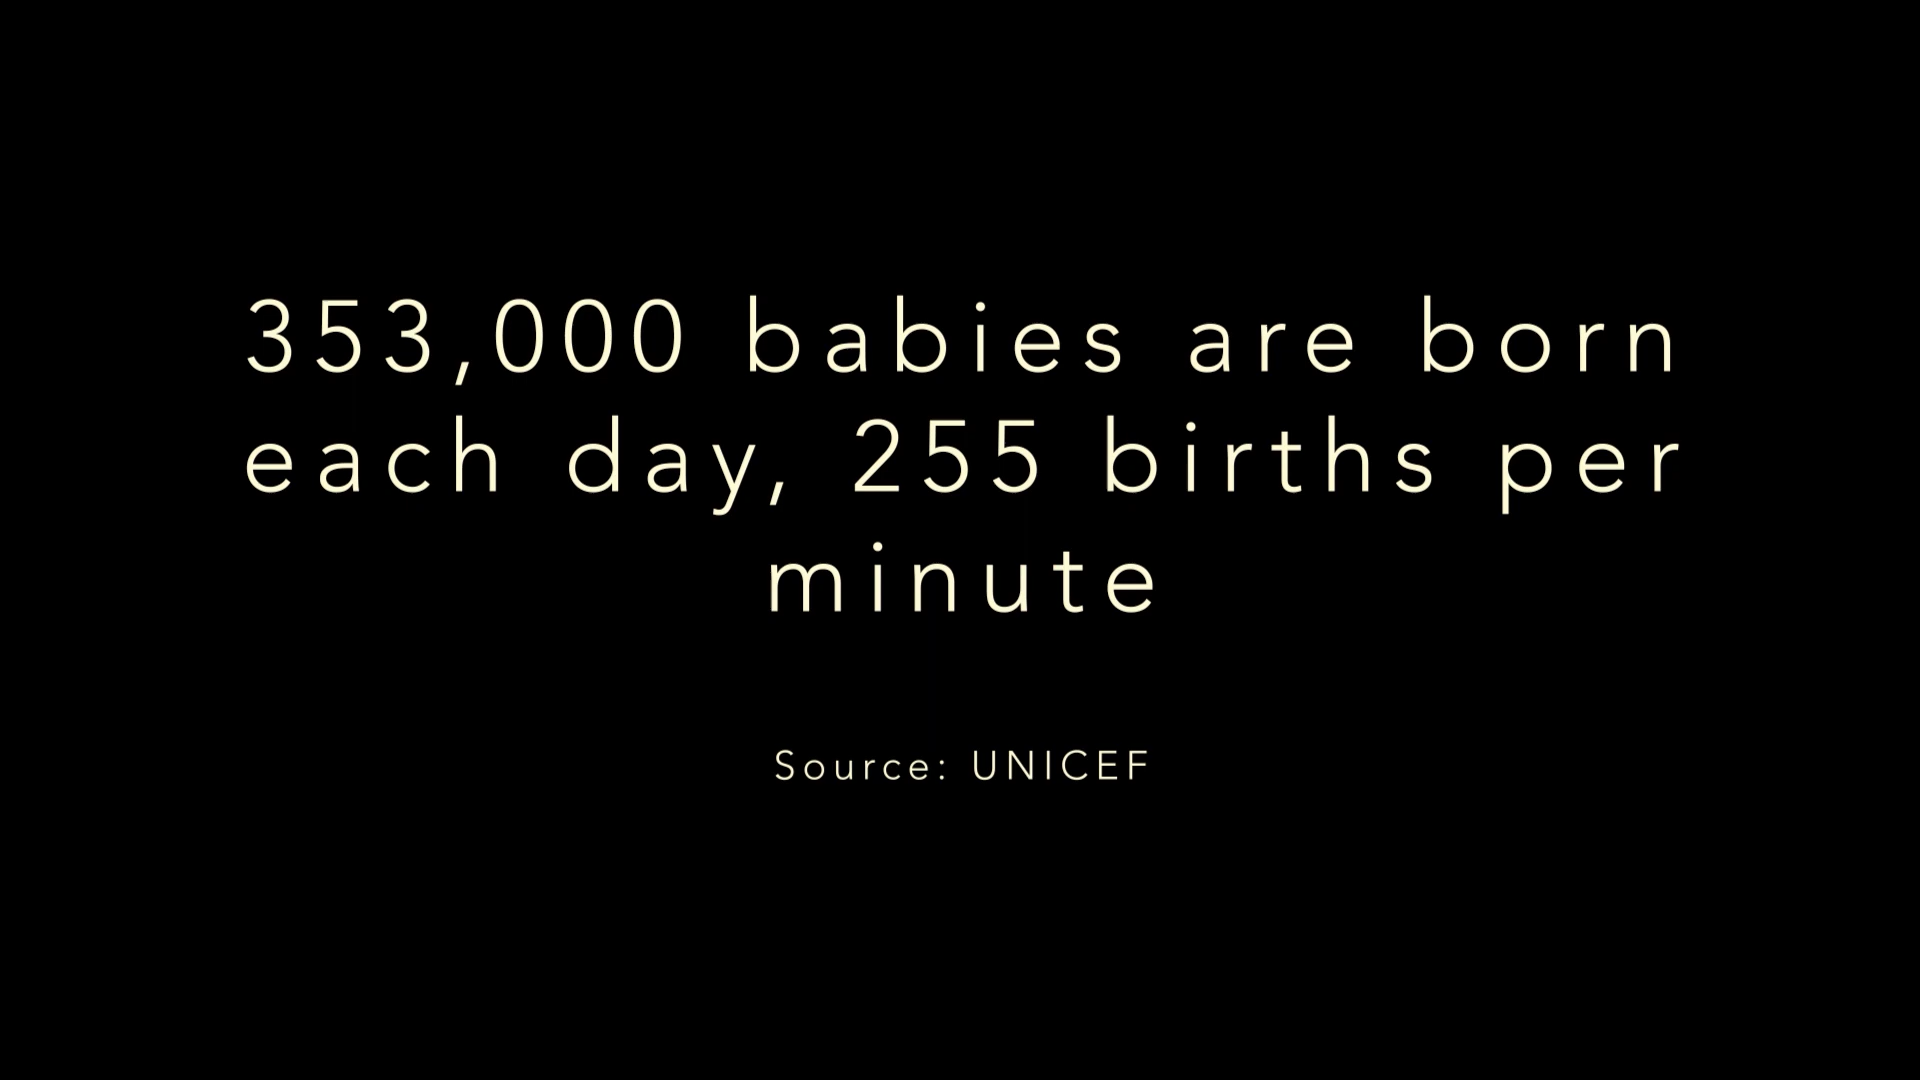 353,000 babies are born
each day, 255 births per
minute
Source: UNICEF